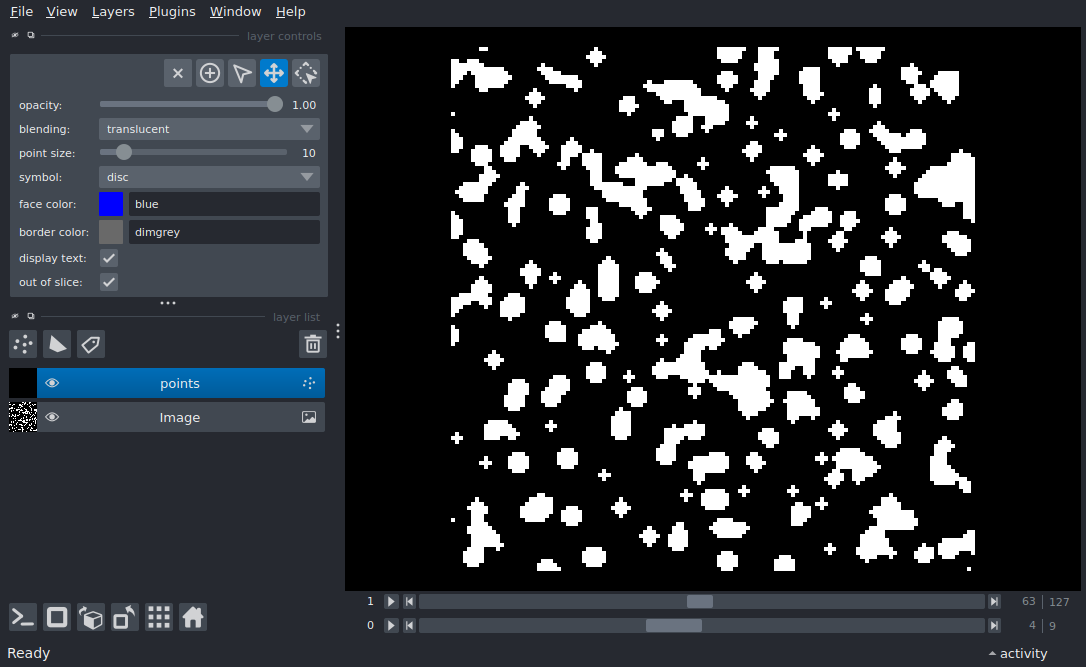 File View Layers Plugins Window Help
layer controls
opacity: 1.00
blending: translucent
point size: 10
symbol: disc
face color: blue
border color: dimgrey
display text:
out of slice:
layer list
points
Image
1 63 127
0 4 9
Ready activity